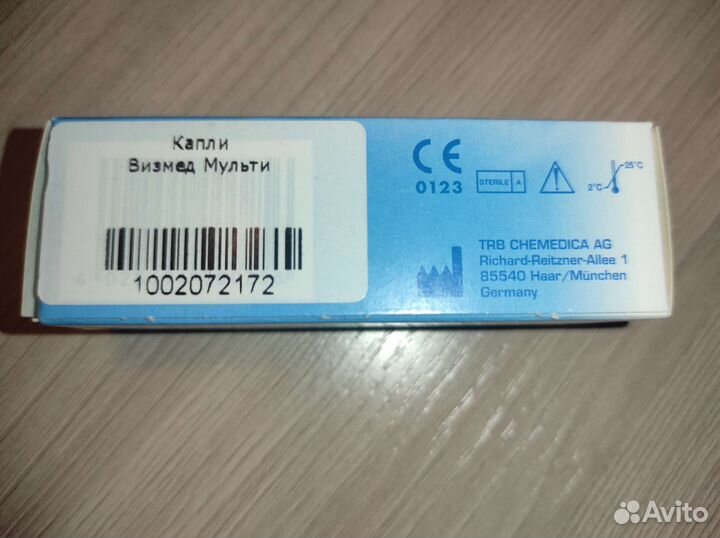 Капли
Визмед Мульти
1002072172
CE
0123
STERILE A
2°C
25°C
TRB CHEMEDICA AG
Richard-Reitzner-Allee 1
85540 Haar/München
Germany
Avito